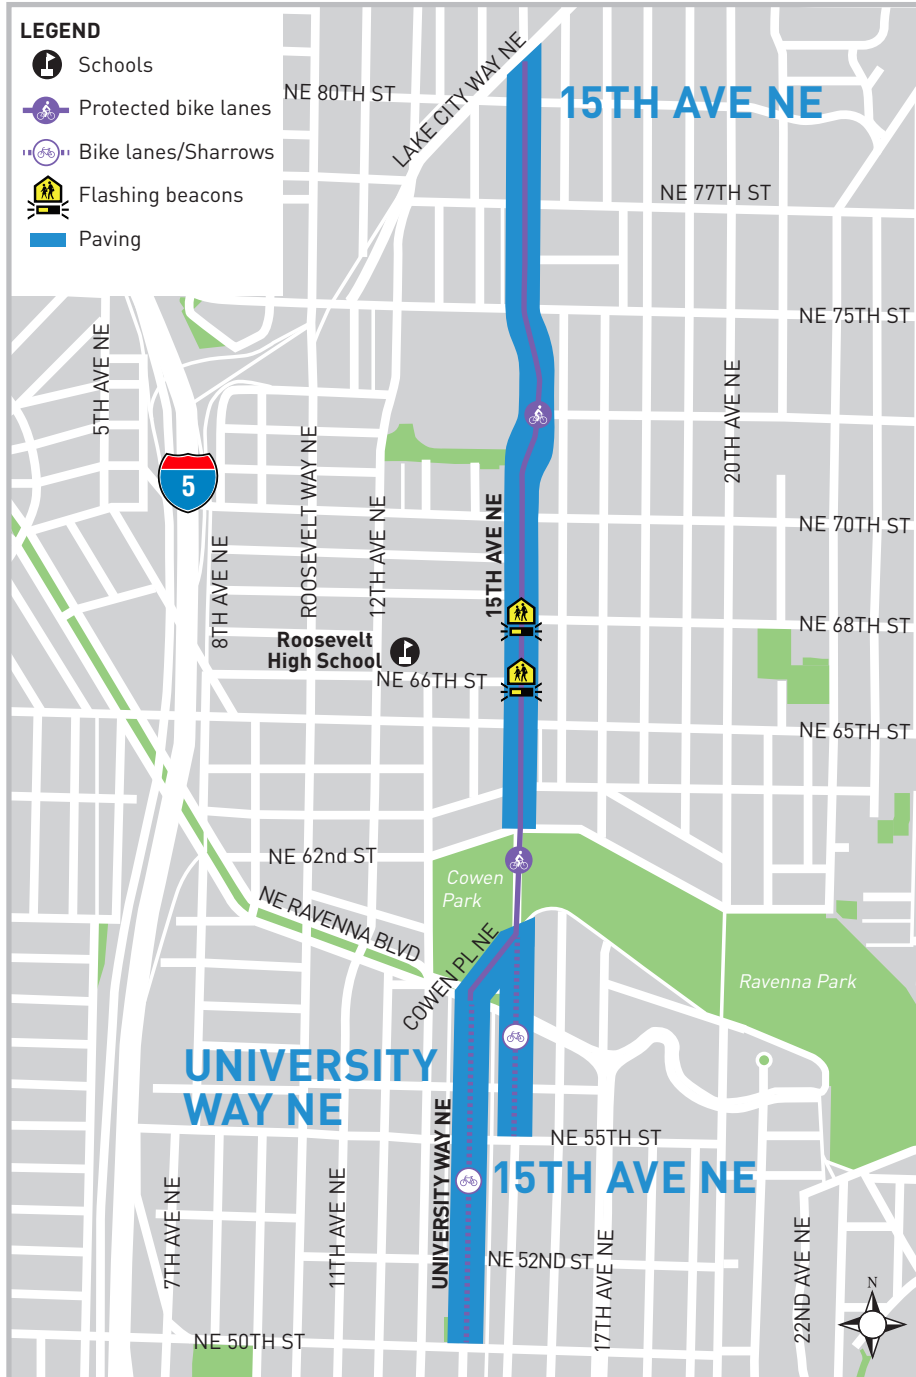 LEGEND
Schools
Protected bike lanes
Bike lanes/Sharrows
Flashing beacons
Paving
NE 80TH ST
LAKE CITY WAY NE
15TH AVE NE
NE 77TH ST
NE 75TH ST
5TH AVE NE
20TH AVE NE
5
ROOSEVELT WAY NE
12TH AVE NE
15TH AVE NE
8TH AVE NE
NE 70TH ST
NE 68TH ST
Roosevelt
High School
NE 66TH ST
NE 65TH ST
NE 62nd ST
Cowen
Park
NE RAVENNA BLVD
COWEN PL NE
Ravenna Park
UNIVERSITY
WAY NE
UNIVERSITY WAY NE
NE 55TH ST
15TH AVE NE
7TH AVE NE
11TH AVE NE
NE 52ND ST
17TH AVE NE
22ND AVE NE
N
NE 50TH ST